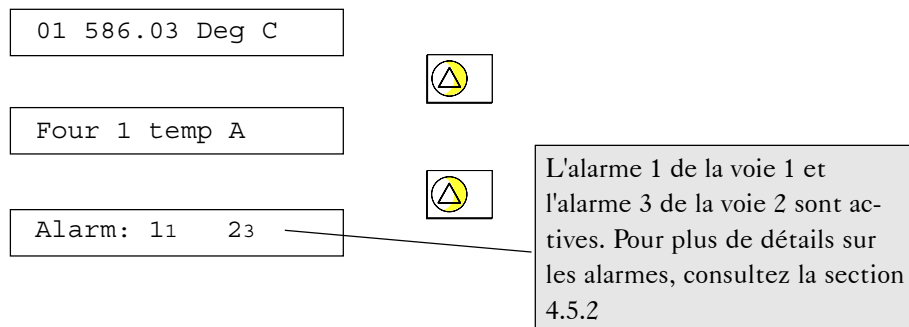 01 586.03 Deg C
Four 1 temp A
Alarm: 11 23
L'alarme 1 de la voie 1 et
l'alarme 3 de la voie 2 sont ac-
tives. Pour plus de détails sur
les alarmes, consultez la section
4.5.2